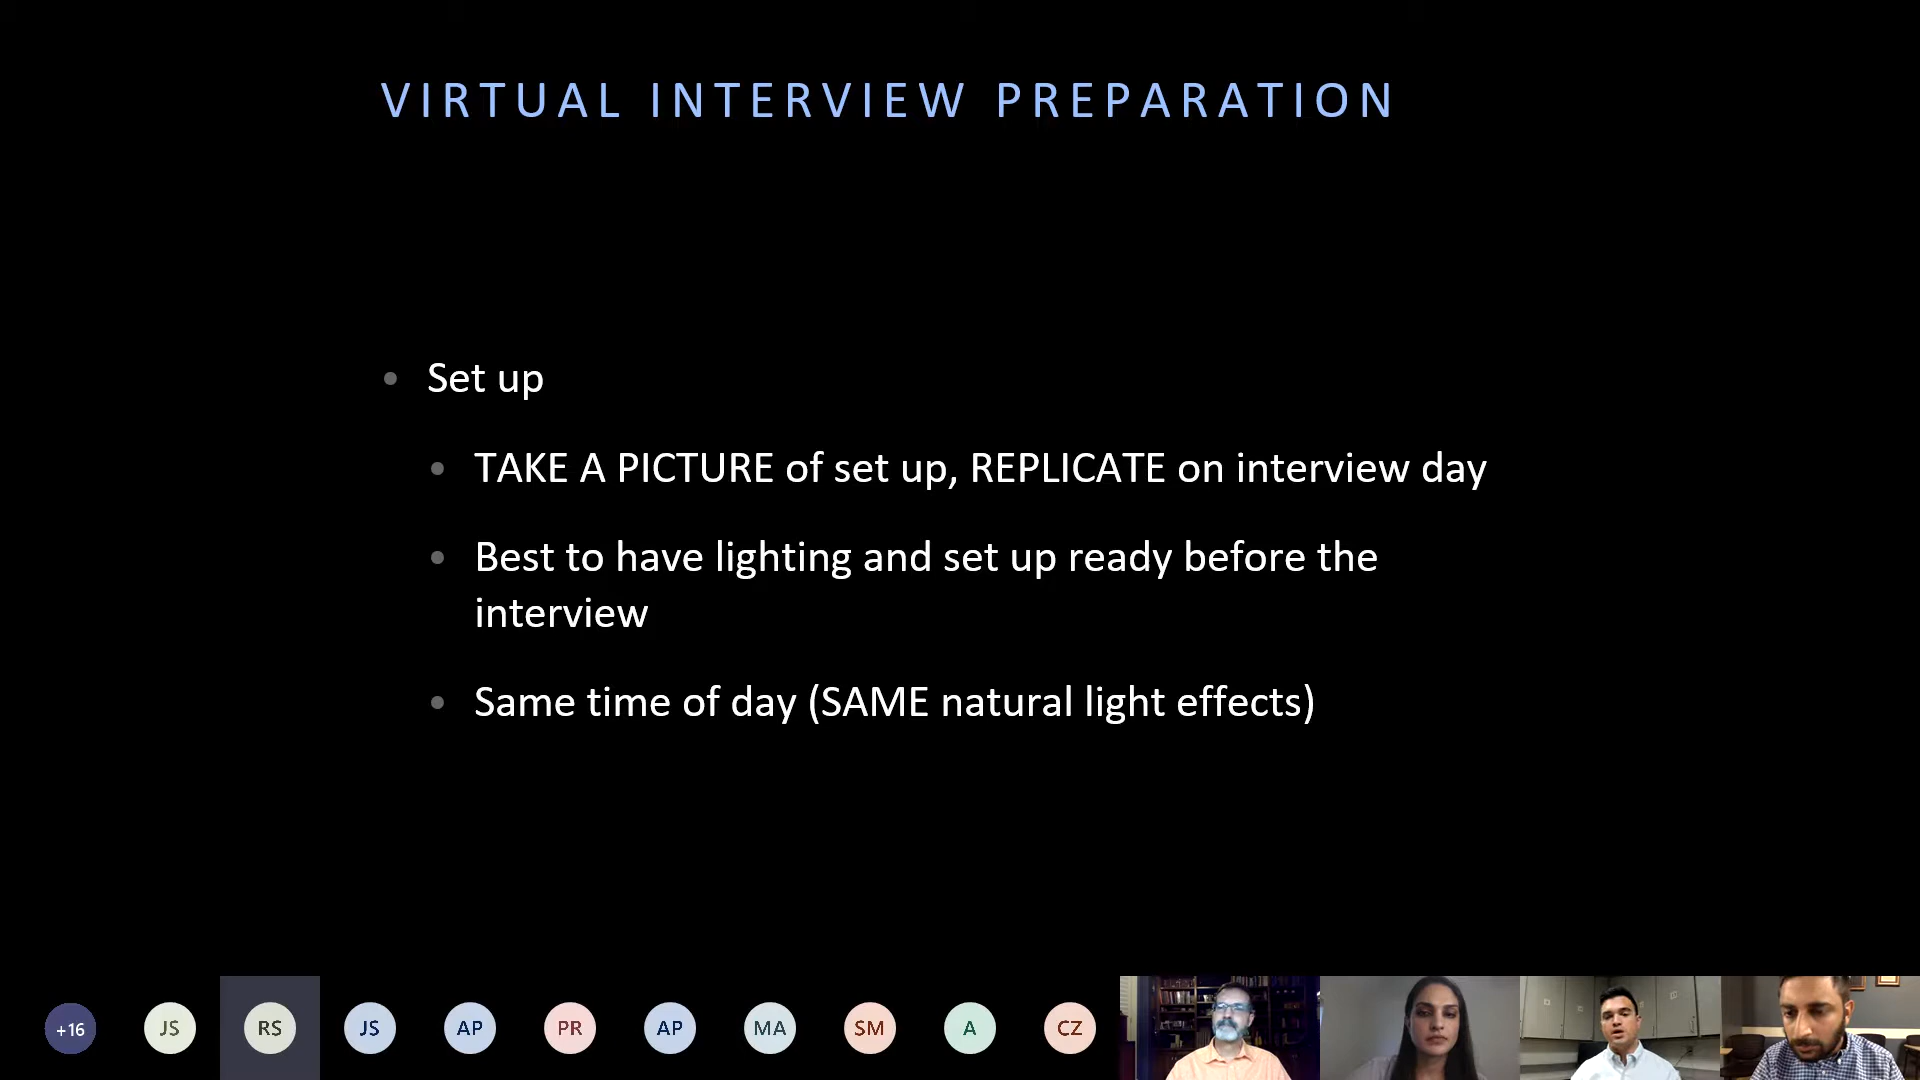 VIRTUAL INTERVIEW PREPARATION
Set up
TAKE A PICTURE of set up, REPLICATE on interview day
Best to have lighting and set up ready before the
interview
Same time of day (SAME natural light effects)
+16 JS RS JS AP PR AP MA SM A CZ